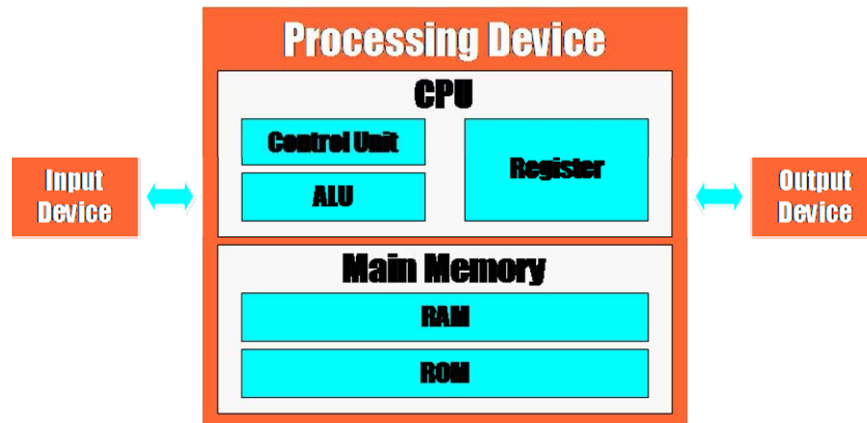 Processing Device
CPU
Control Unit
ALU
Register
Input
Device
Output
Device
Main Memory
RAM
ROM